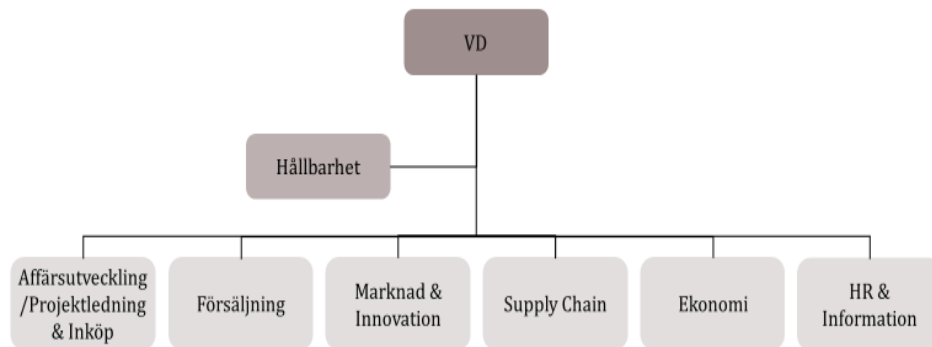 VD
Hållbarhet
Affärsutveckling
/Projektledning
& Inköp
Försäljning
Marknad &
Innovation
Supply Chain
Ekonomi
HR &
Information